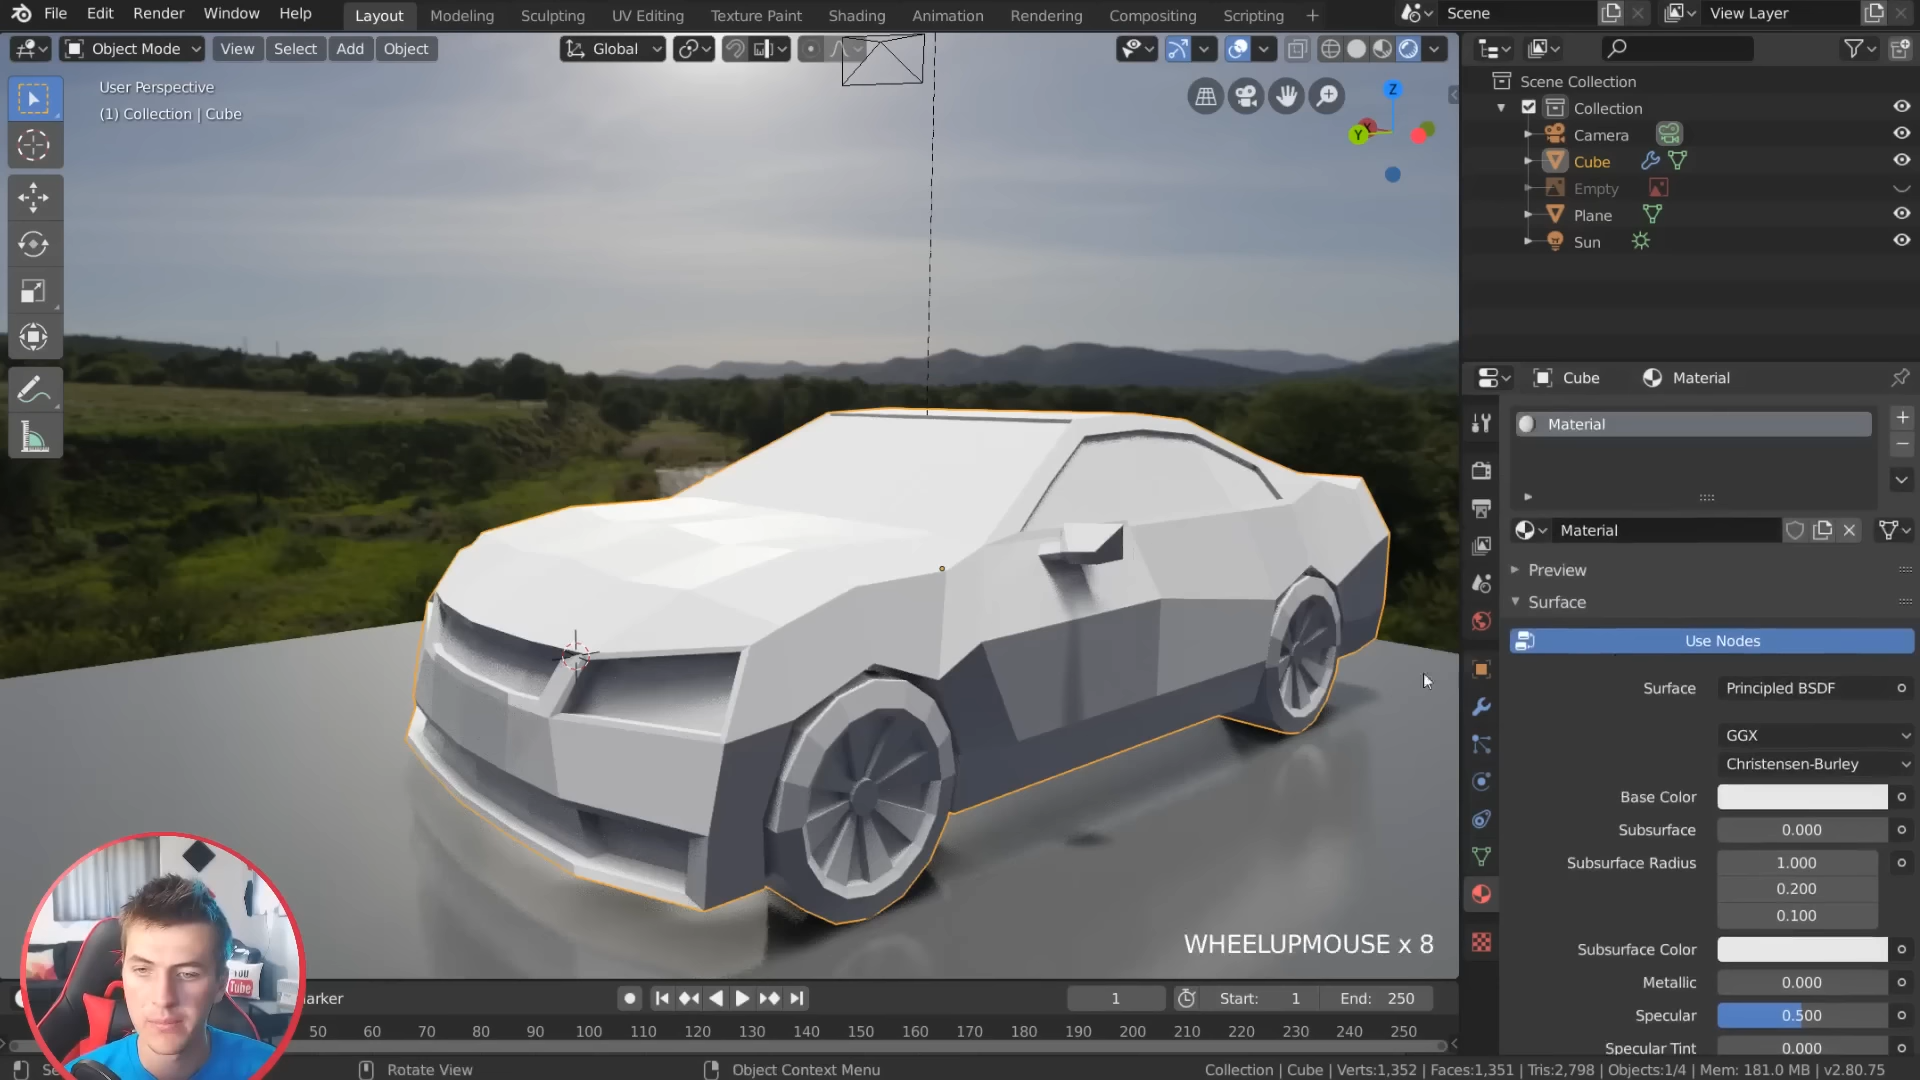 File Edit Render Window Help Layout Modeling Sculpting UV Editing Texture Paint Shading Animation Rendering Compositing Scripting + Scene View Layer
Object Mode View Select Add Object Global
User Perspective
(1) Collection | Cube
Z
Y
Scene Collection
Collection
Camera
Cube
Empty
Plane
Sun
Cube Material
Material
Material
Preview
Surface
Use Nodes
Surface Principled BSDF
GGX
Christensen-Burley
Base Color
Subsurface 0.000
Subsurface Radius 1.000
0.200
0.100
Subsurface Color
Metallic 0.000
Specular 0.500
Specular Tint 0.000
WHEELUPMOUSE x 8
You
Tube
arker 1 Start: 1 End: 250
50 60 70 80 90 100 110 120 130 140 150 160 170 180 190 200 210 220 230 240 250
Se Rotate View Object Context Menu Collection | Cube | Verts:1,352 | Faces:1,351 | Tris:2,798 | Objects:1/4 | Mem: 181.0 MB | v2.80.75